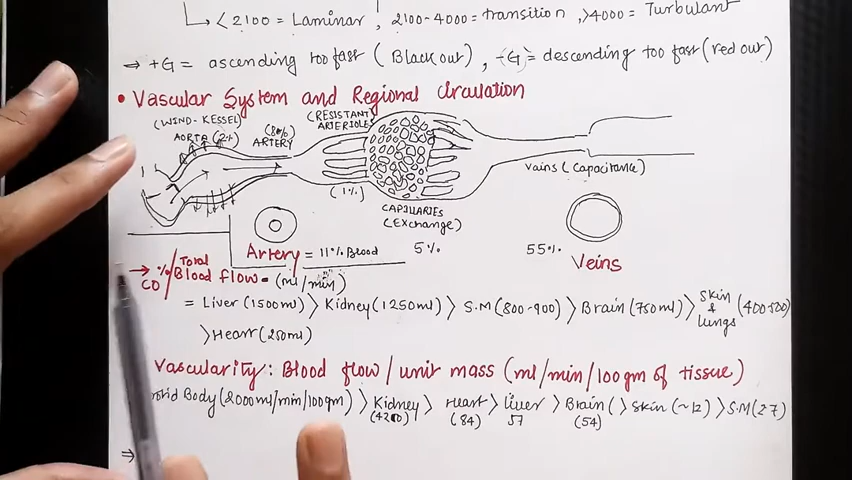 ↳ <2100 = Laminar, 2100-4000 = transition, >4000 = Turbulant
⇒ +G = ascending too fast (Black out), -G = descending too fast (red out)
• Vascular System and Regional Circulation
(WIND-KESSEL)
AORTA (2%)
(8%)
ARTERY
(RESISTANT
ARTERIOLE
(1%)
CAPILLARIES
(EXchange)
5%
vains (Capacitance)
55%
Veins
Artery = 11% Blood
→ %/Total
CO/Blood flow - (ml/min)
= Liver (1500ml) > Kidney (1250ml) > S.M (800-900) > Brain (750ml) > Skin & lungs (400-500)
> Heart (250ml)
Vascularity: Blood flow/unit mass (ml/min/100gm of tissue)
Body (2000ml/min/100gm) > Kidney > Heart > Liver > Brain ( > Skin (~12) > S.M (2.7)
(84) 57 (54)
⇒